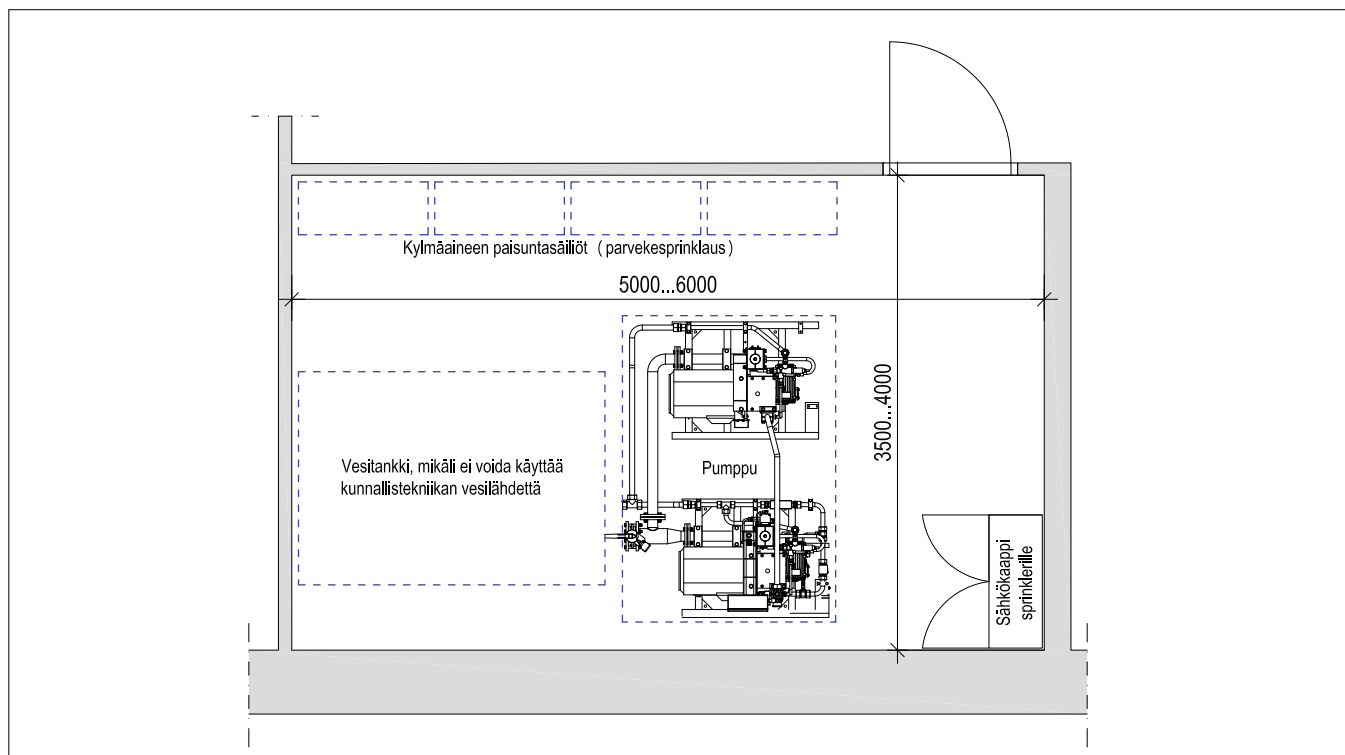 Kylmäaineen paisuntasäiliöt (parvekesprinklaus)
5000...6000
3500...4000
Vesitankki, mikäli ei voida käyttää
kunnallistekniikan vesilähdettä
Pumppu
Sähkökaappi
sprinklerille